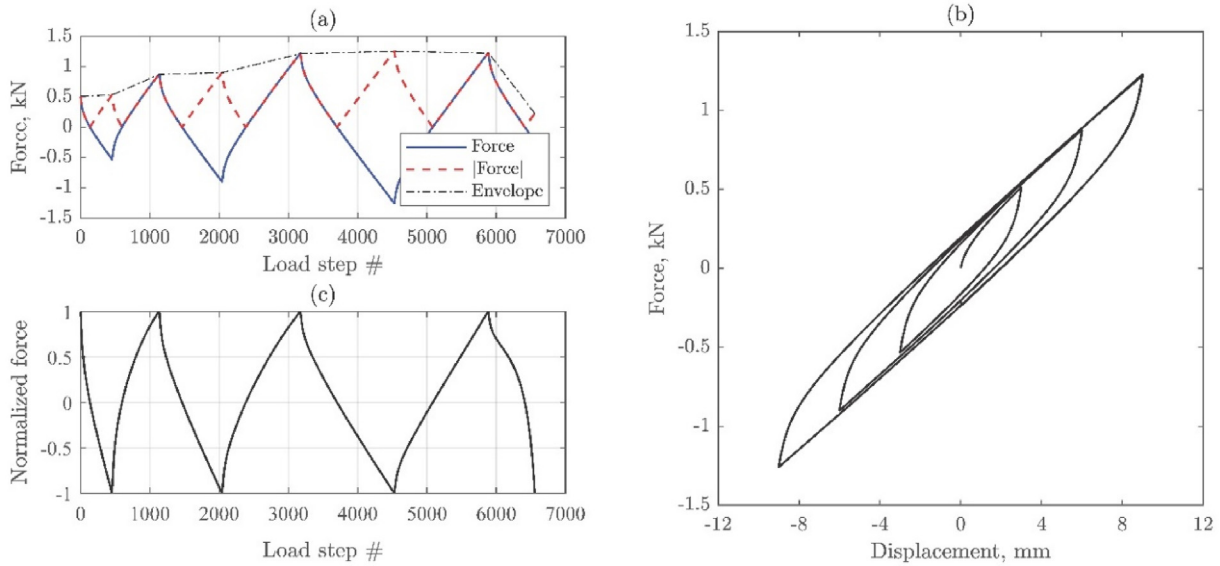 (a)
1.5
1
0.5
0
-0.5
-1
-1.5
Force, kN
Force
|Force|
Envelope
0 1000 2000 3000 4000 5000 6000 7000
Load step #
(c)
1
0.5
0
-0.5
-1
Normalized force
0 1000 2000 3000 4000 5000 6000 7000
Load step #
(b)
1.5
1
0.5
0
-0.5
-1
-1.5
Force, kN
-12 -8 -4 0 4 8 12
Displacement, mm